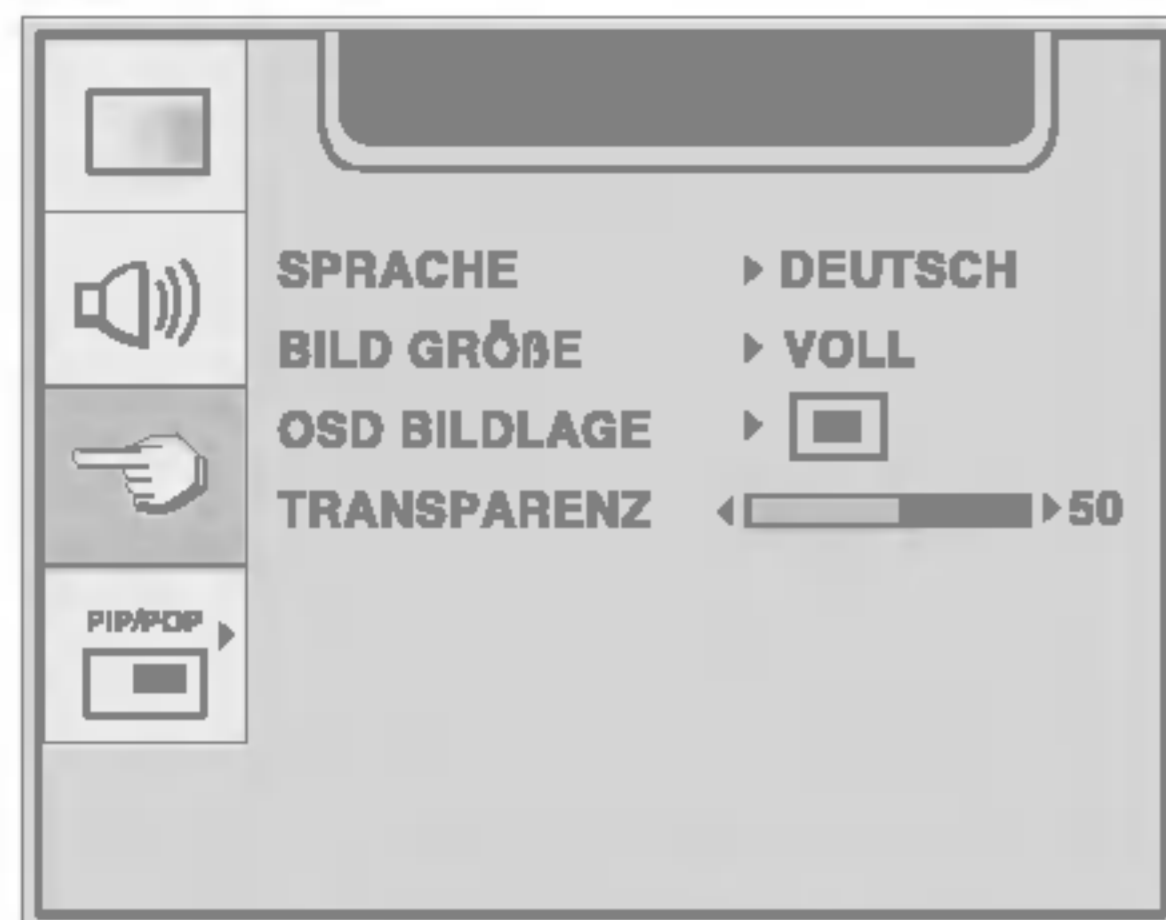 SPRACHE DEUTSCH
BILD GRÖßE VOLL
OSD BILDLAGE
TRANSPARENZ 50
PIP/POP